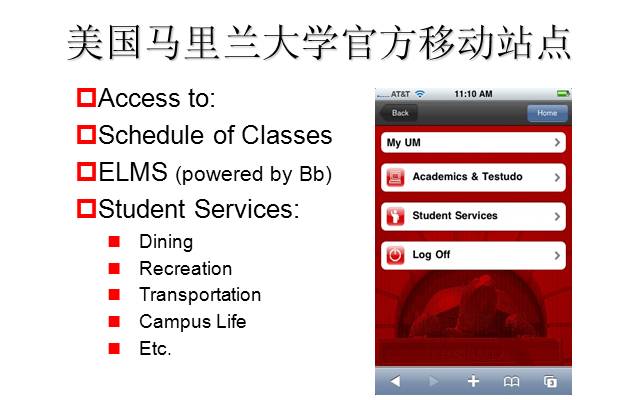 美国马里兰大学官方移动站点
Access to:
Schedule of Classes
ELMS (powered by Bb)
Student Services:
Dining
Recreation
Transportation
Campus Life
Etc.
AT&T 11:10 AM
Back Home
My UM
Academics & Testudo
Student Services
Log Off
3